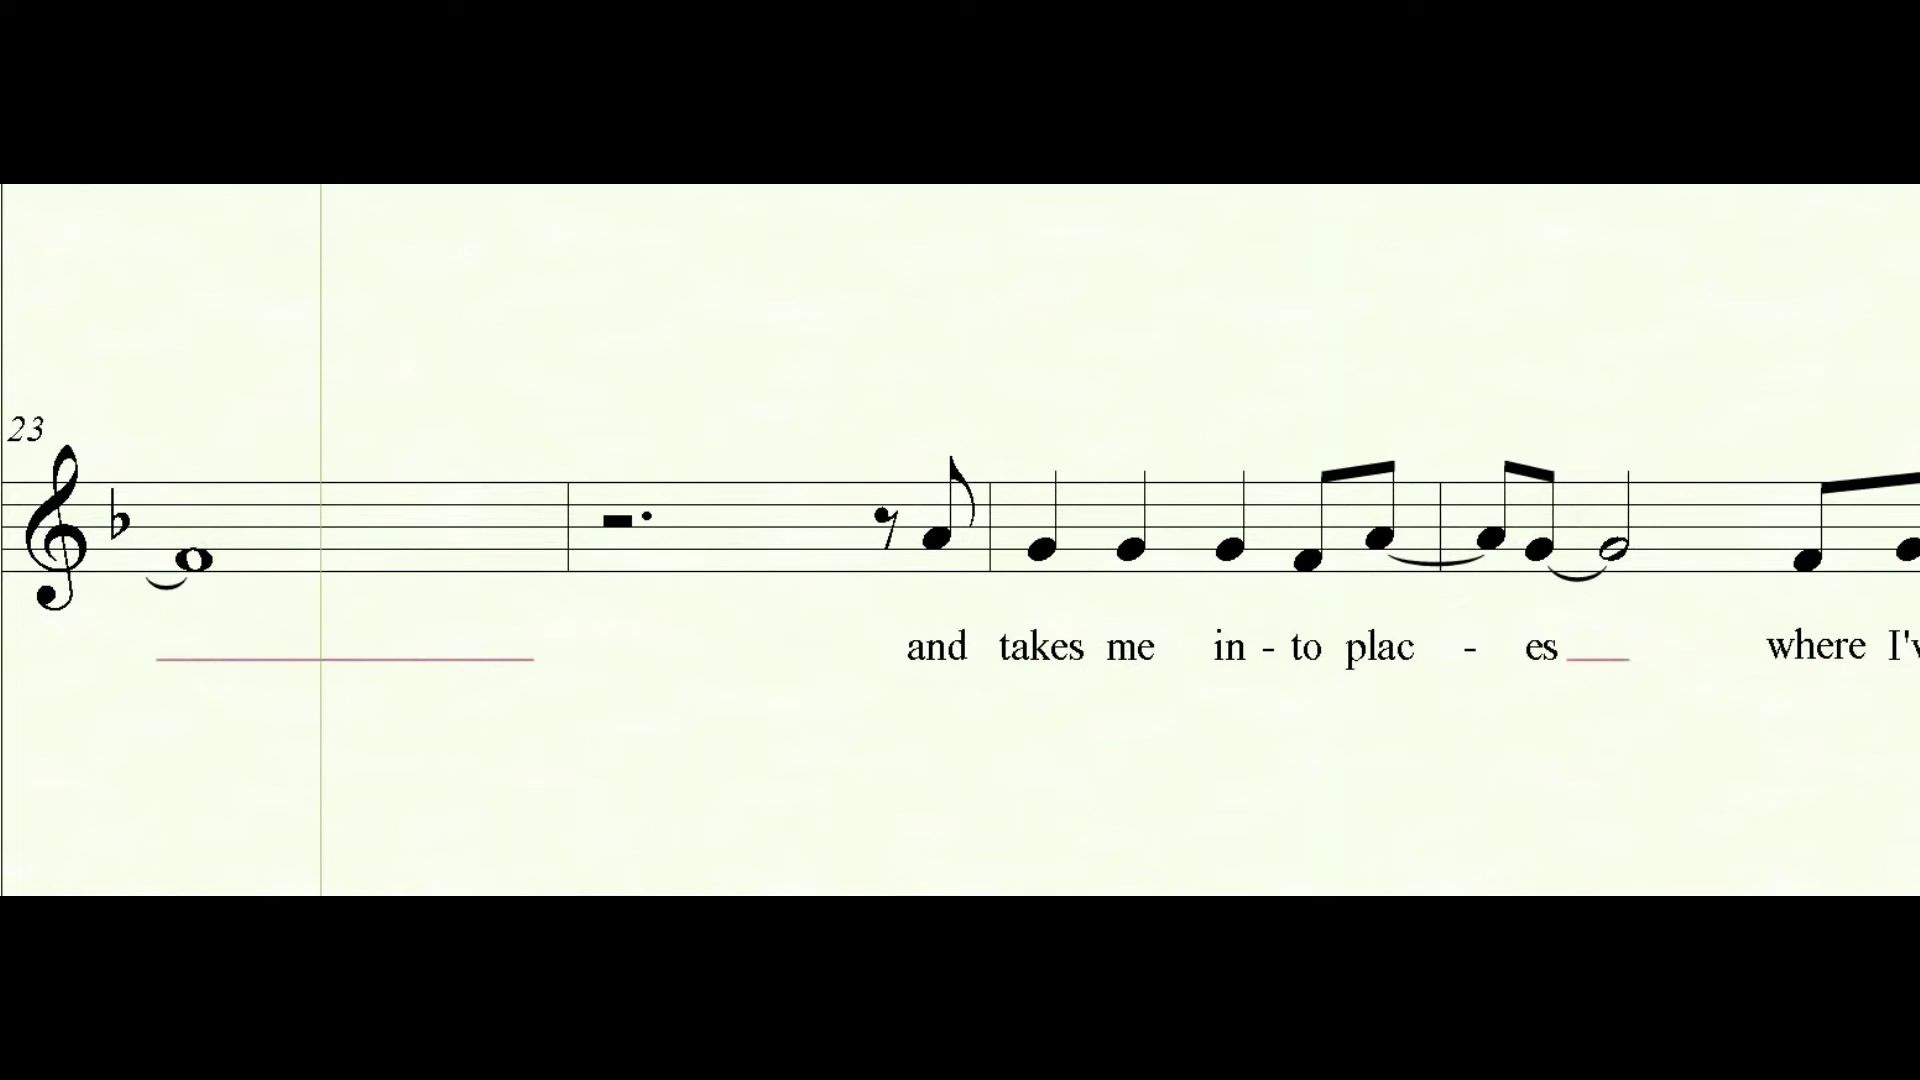 23
and takes me in - to plac - es where I'v